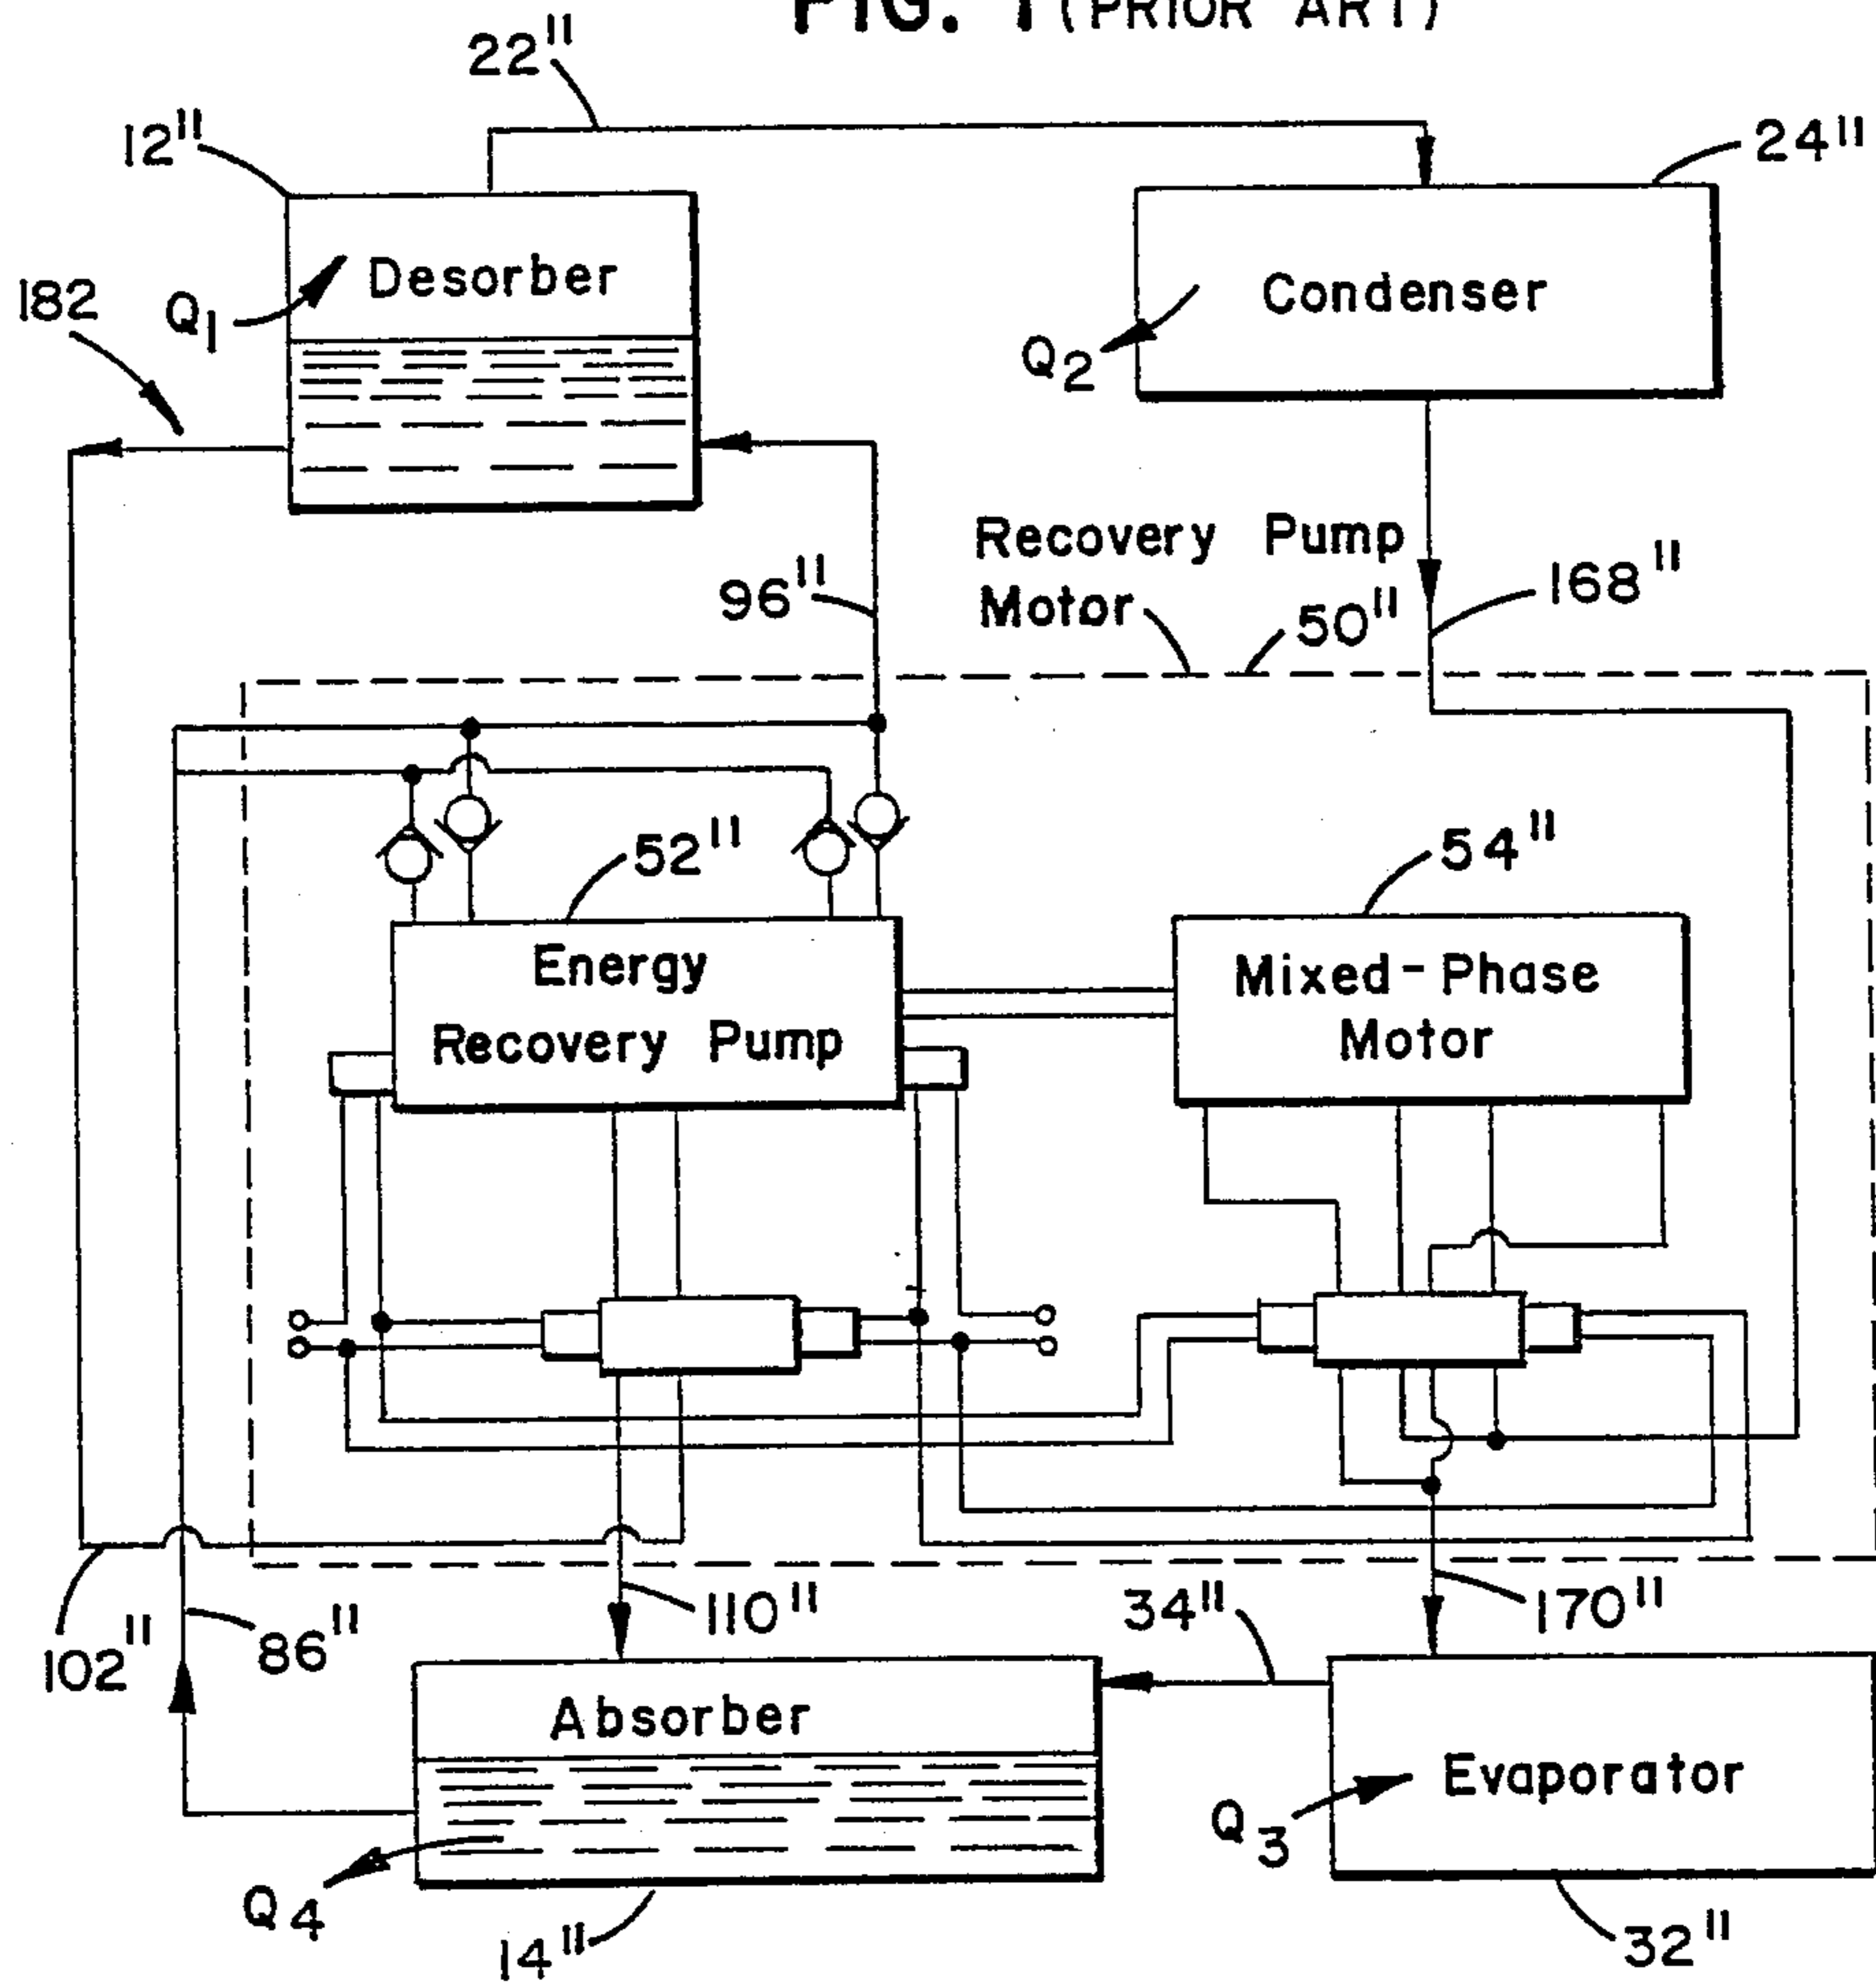 FIG. 1 (PRIOR ART)
22"
12"
24"
Desorber
Condenser
182
Q1
Q2
Recovery Pump
Motor
96"
168"
50"
52"
54"
Energy
Recovery Pump
Mixed-Phase
Motor
110"
34"
170"
102"
86"
Absorber
Evaporator
Q3
Q4
14"
32"